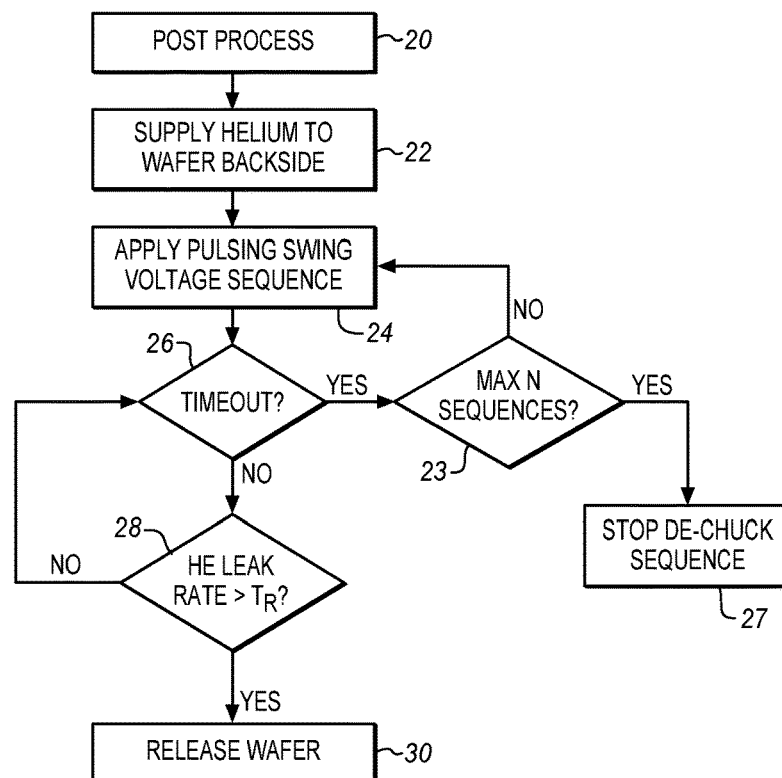 POST PROCESS
20
SUPPLY HELIUM TO
WAFER BACKSIDE
22
APPLY PULSING SWING
VOLTAGE SEQUENCE
24
NO
26
TIMEOUT?
YES
MAX N
SEQUENCES?
YES
23
NO
28
HE LEAK
RATE > TR?
NO
STOP DE-CHUCK
SEQUENCE
27
YES
RELEASE WAFER
30